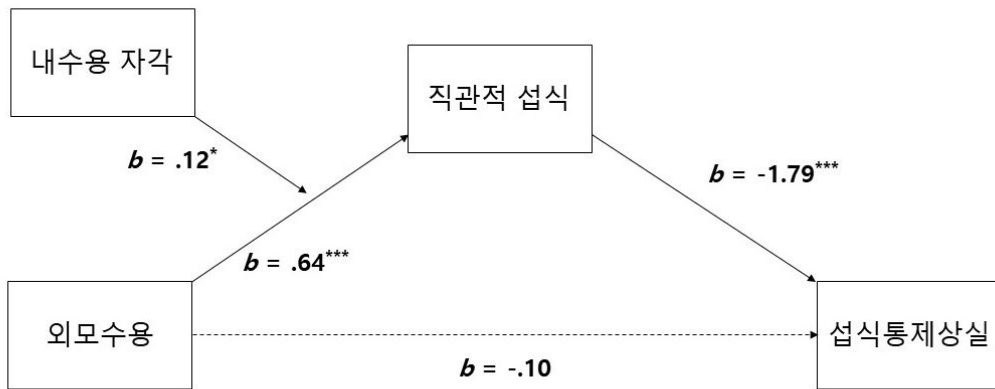 내수용 자각
직관적 섭식
b = .12*
b = -1.79***
b = .64***
외모수용
섭식통제상실
b = -.10